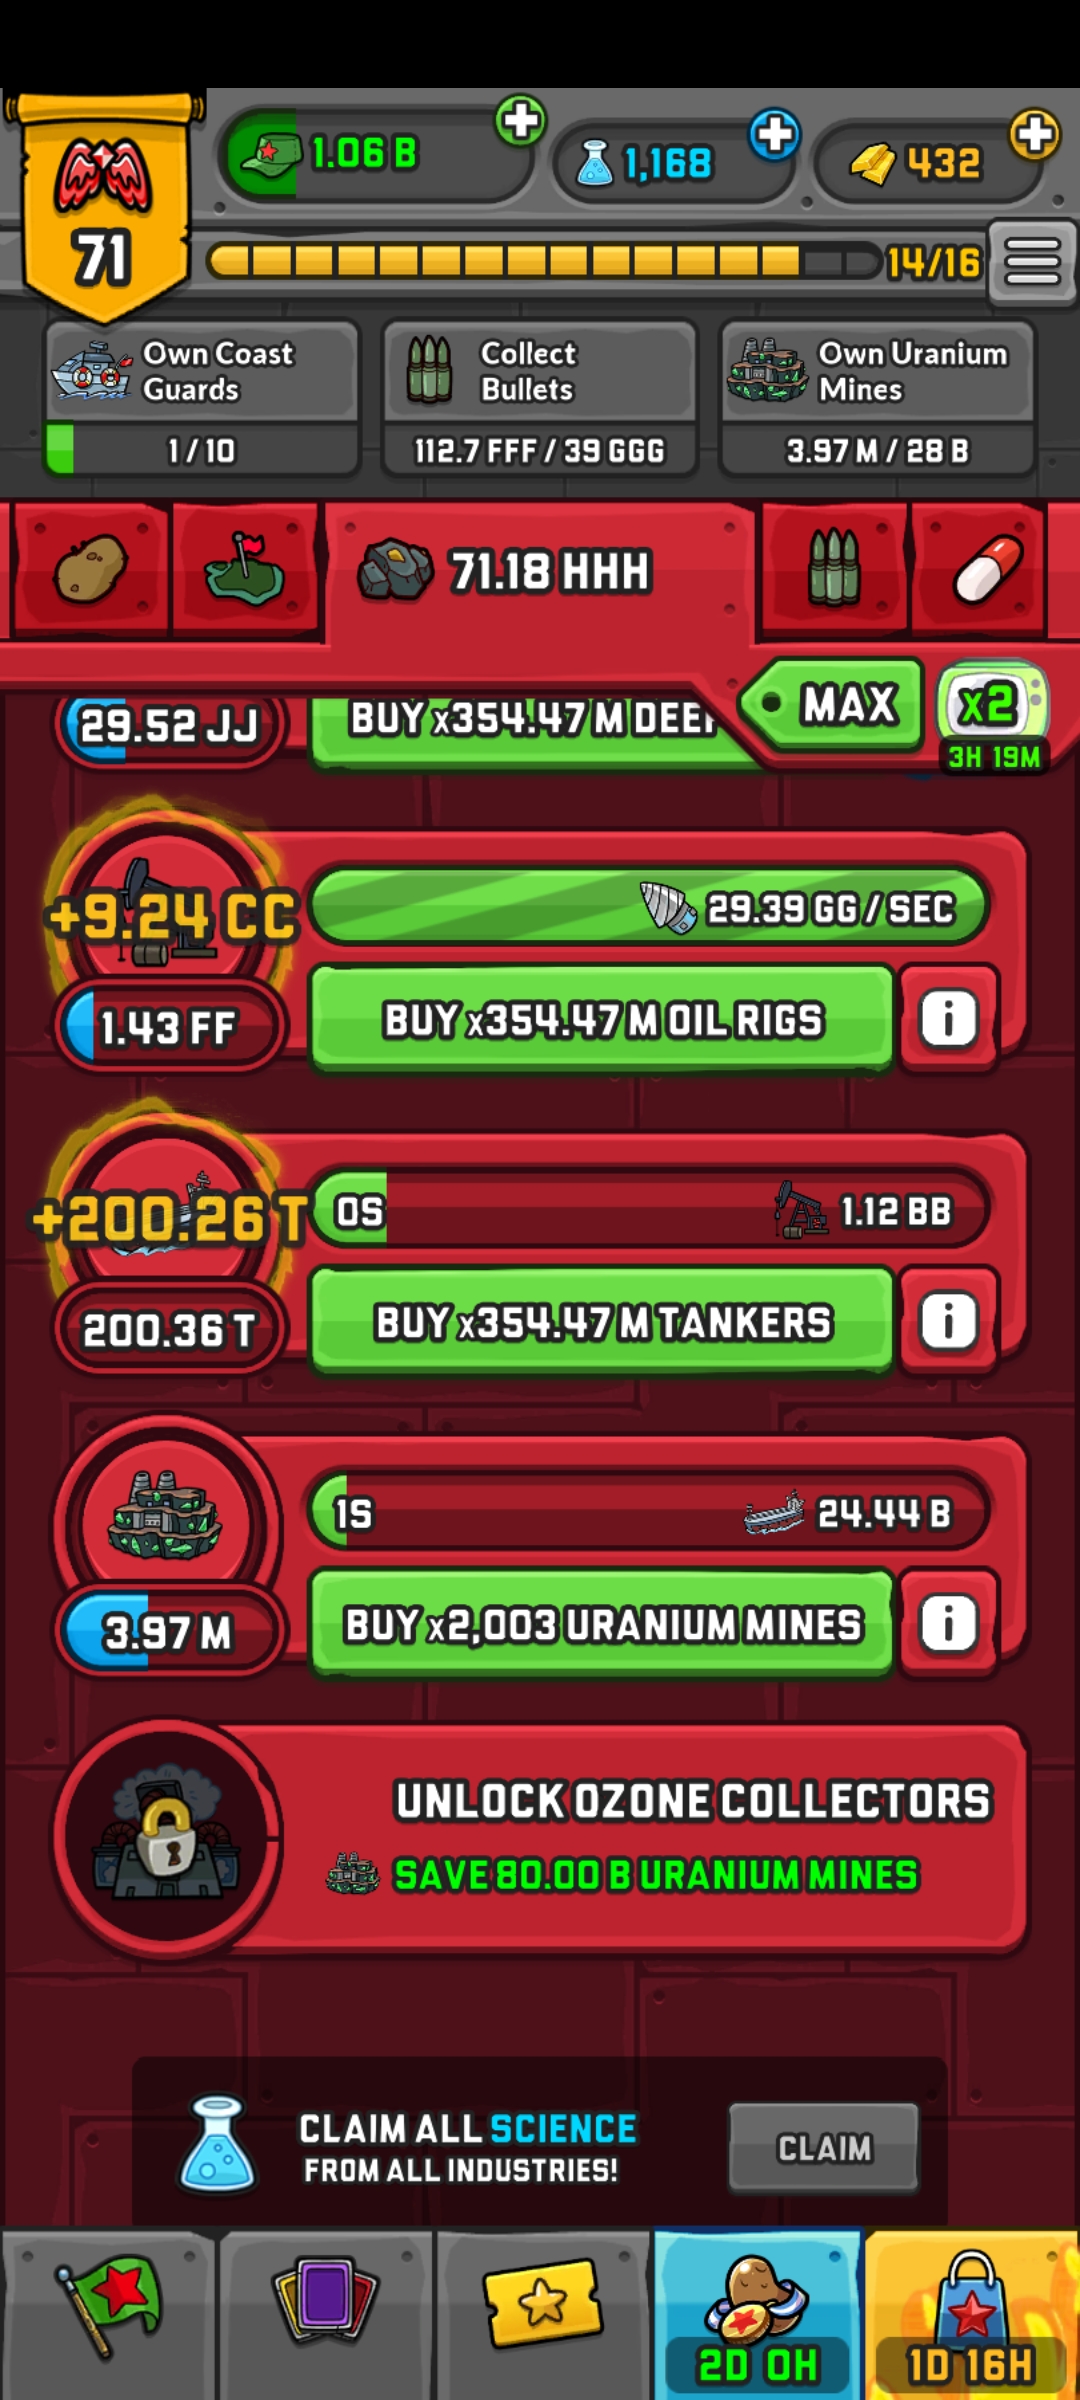 71
1.06 B
1,168
432
14/16
Own Coast
Guards
1/10
Collect
Bullets
112.7 FFF/39 GGG
Own Uranium
Mines
3.97 M / 28 B
71.18 HHH
MAX
x2
3H 19M
29.52 JJ
BUY x354.47 M
+9.24 CC
29.39 GG/SEC
1.43 FF
BUY x354.47 M OIL RIGS
i
+200.26 T
0S
1.12 BB
200.36 T
BUY x354.47 M TANKERS
i
1S
24.44 B
3.97 M
BUY x2,003 URANIUM MINES
i
UNLOCK OZONE COLLECTORS
SAVE 80.00 B URANIUM MINES
CLAIM ALL SCIENCE
FROM ALL INDUSTRIES!
CLAIM
2D 0H
1D 16H